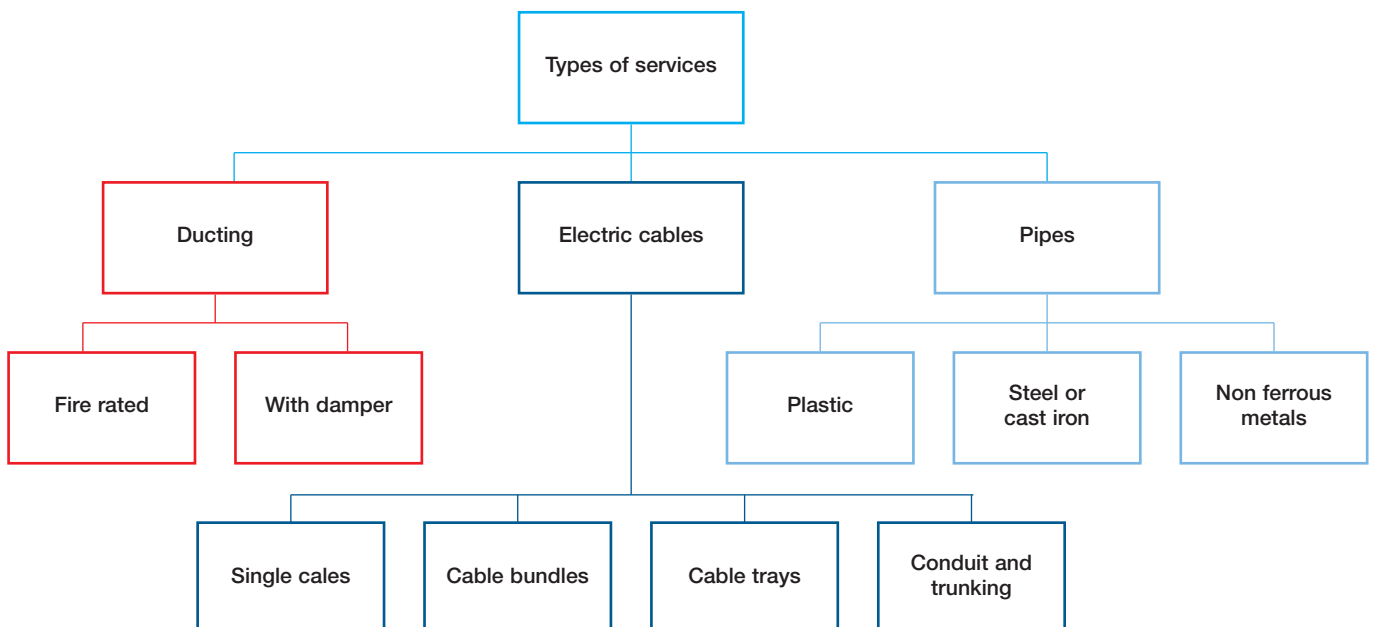 Types of services
Ducting
Electric cables
Pipes
Fire rated
With damper
Plastic
Steel or
cast iron
Non ferrous
metals
Single cales
Cable bundles
Cable trays
Conduit and
trunking